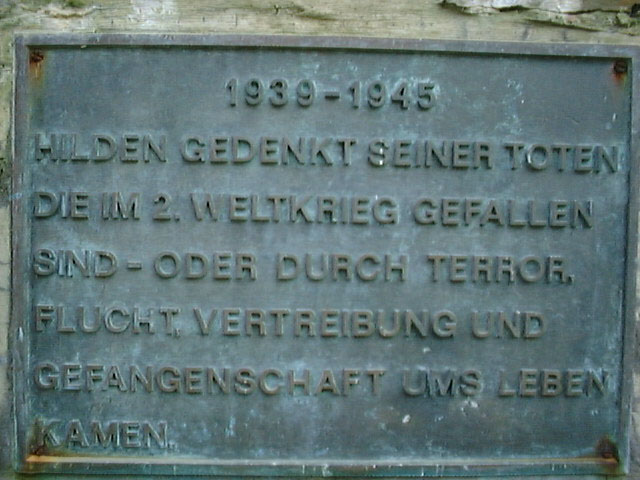 1939-1945
HILDEN GEDENKT SEINER TOTEN
DIE IM 2. WELTKRIEG GEFALLEN
SIND - ODER DURCH TERROR,
FLUCHT, VERTREIBUNG UND
GEFANGENSCHAFT UMS LEBEN
KAMEN.